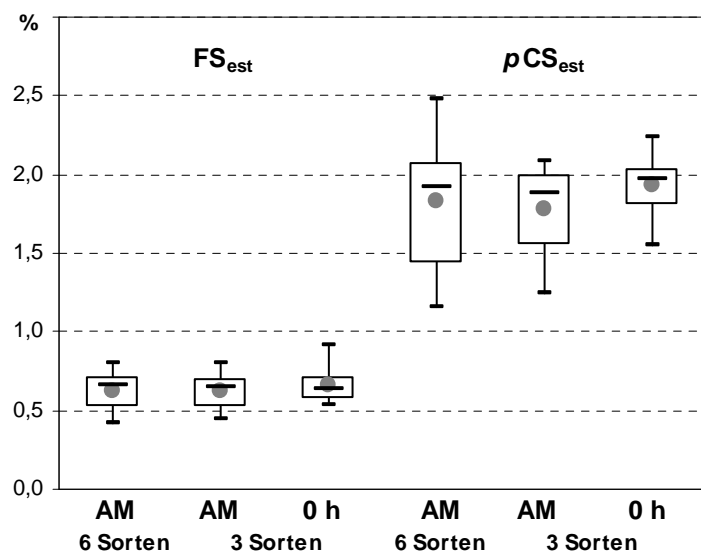 %
FSest pCSest
2,5
2,0
1,5
1,0
0,5
0,0
AM AM 0 h AM AM 0 h
6 Sorten 3 Sorten 6 Sorten 3 Sorten